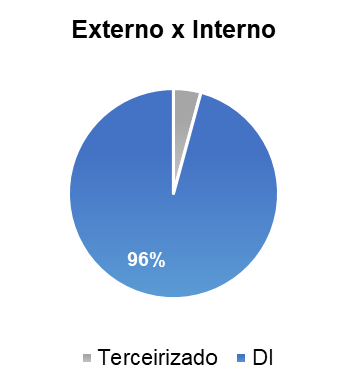 Externo x Interno
96%
Terceirizado DI